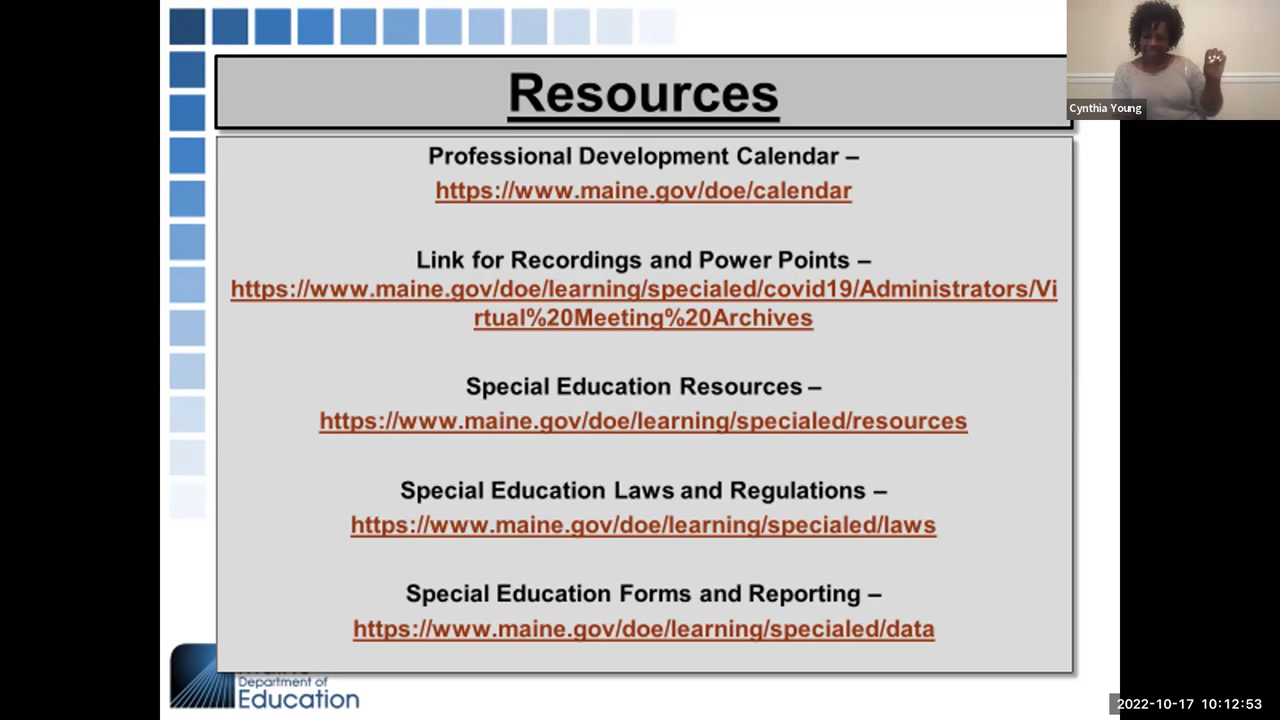 Resources
Cynthia Young
Professional Development Calendar –
https://www.maine.gov/doe/calendar
Link for Recordings and Power Points –
https://www.maine.gov/doe/learning/specialed/covid19/Administrators/Vi
rtual%20Meeting%20Archives
Special Education Resources –
https://www.maine.gov/doe/learning/specialed/resources
Special Education Laws and Regulations –
https://www.maine.gov/doe/learning/specialed/laws
Special Education Forms and Reporting –
https://www.maine.gov/doe/learning/specialed/data
Department of
Education
2022-10-17 10:12:53